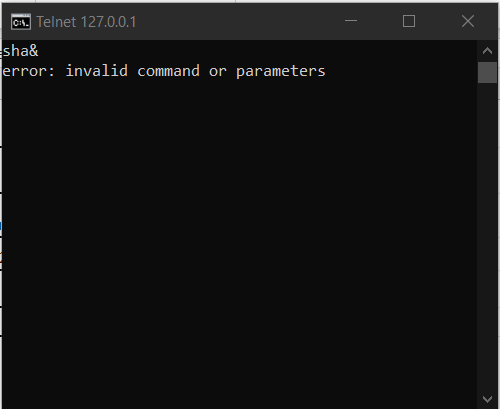 Telnet 127.0.0.1
sha&
error: invalid command or parameters